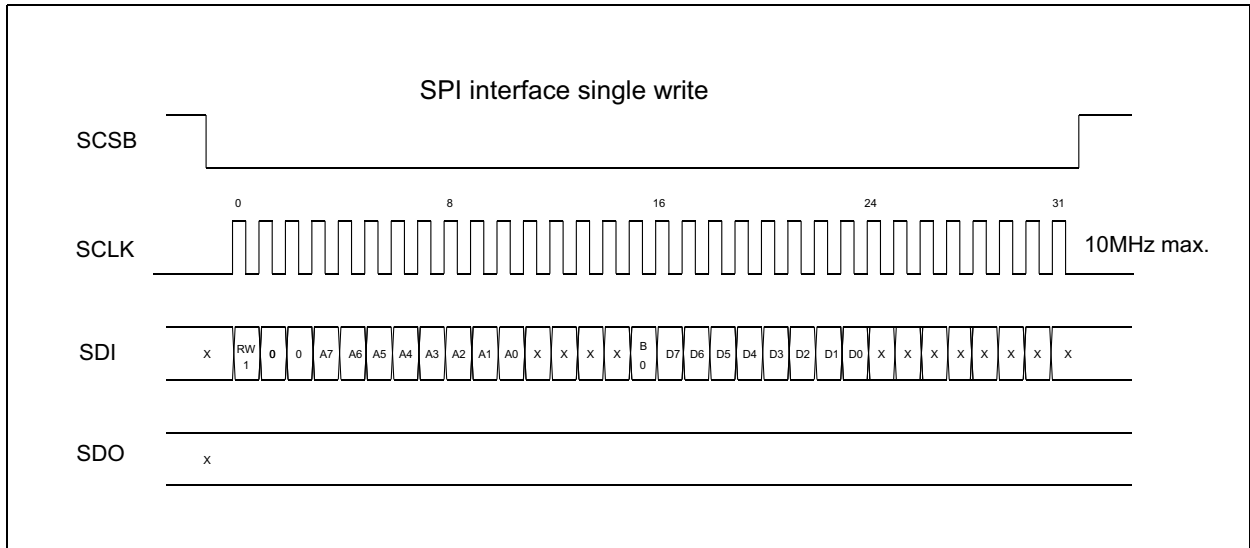 SPI interface single write
SCSB
0 8 16 24 31
SCLK 10MHz max.
SDI X RW 1 0 0 A7 A6 A5 A4 A3 A2 A1 A0 X X X X B 0 D7 D6 D5 D4 D3 D2 D1 D0 X X X X X X X X
SDO X